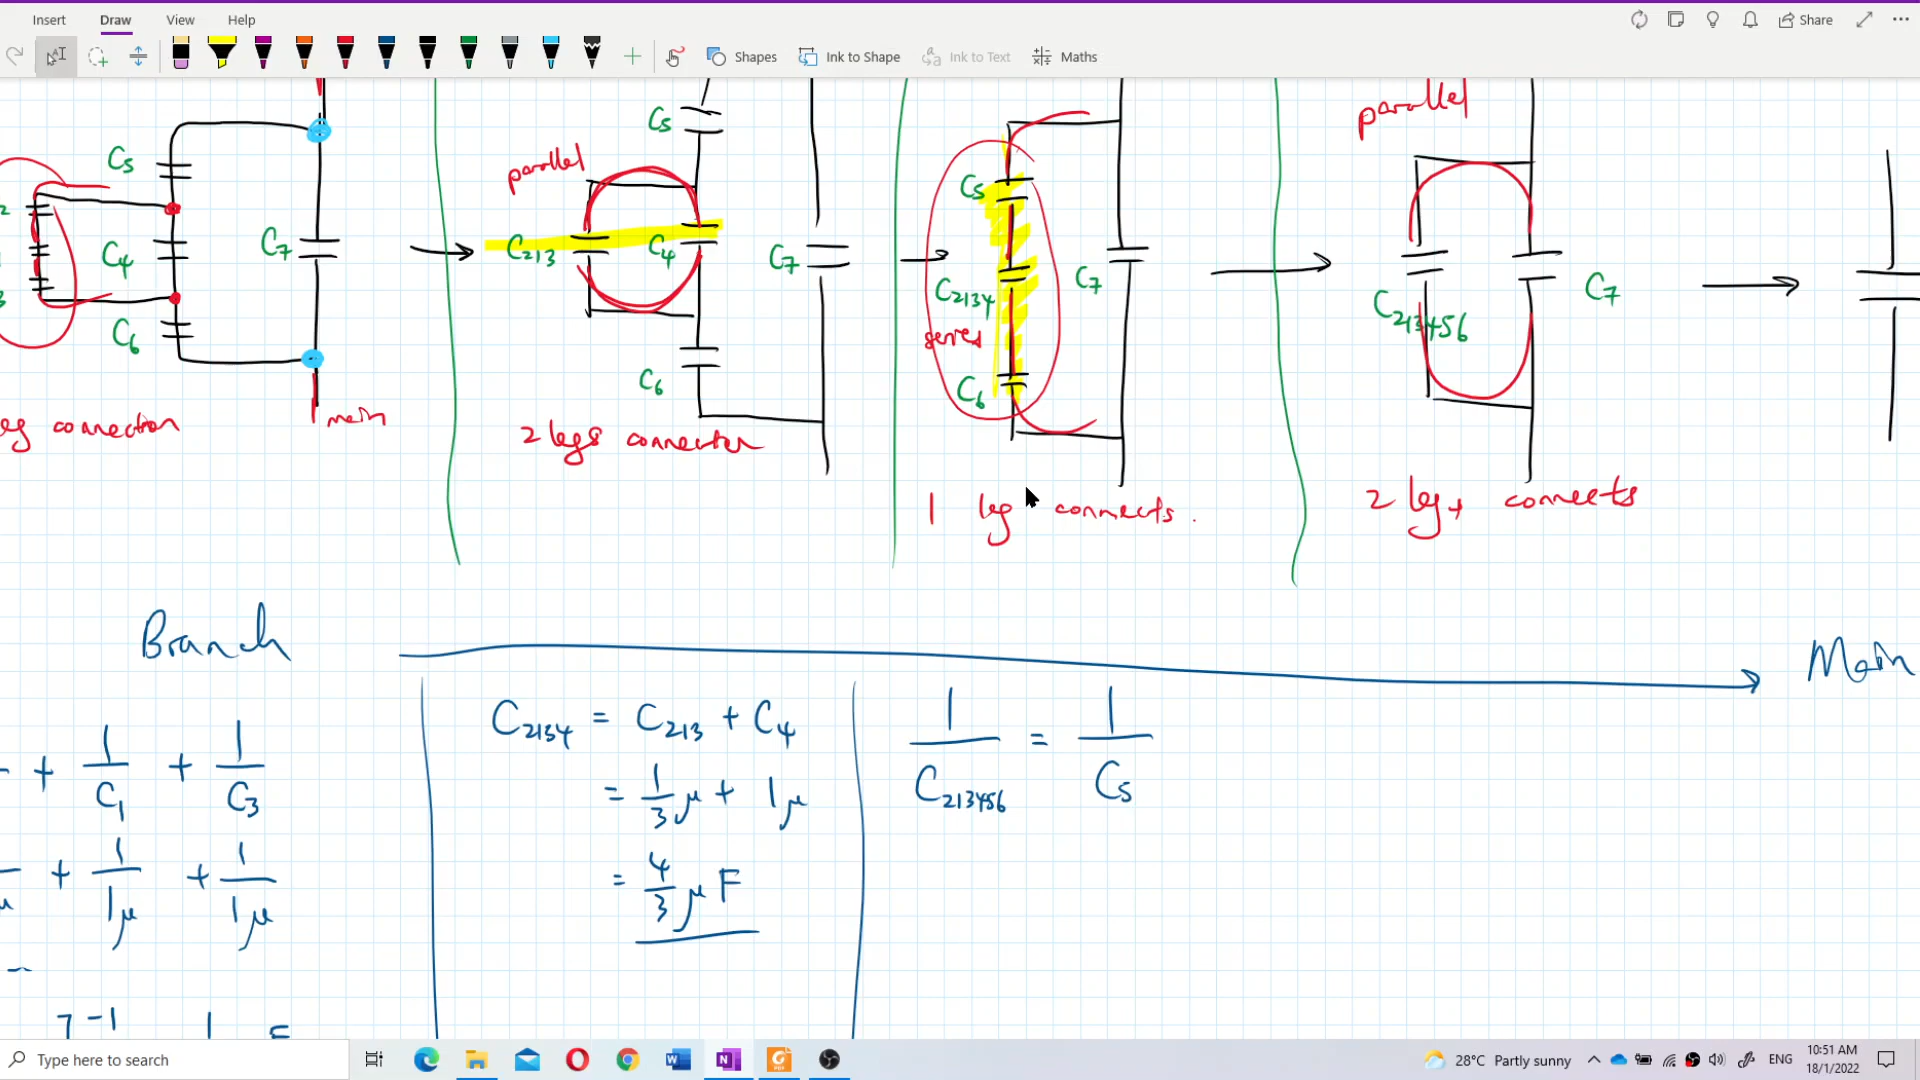 Insert Draw View Help
Share
Shapes Ink to Shape Ink to Text Maths
C5
C4
C6
C7
main
connection
parallel
C5
C213 C4
C7
C6
2 legs connector
C5
C2134
series
C6
C7
1 leg connects.
parallel
C213456
C7
2 legs connects
Branch
Main
+ 1/C1 + 1/C3
+ 1/1μ + 1/1μ
C2134 = C213 + C4
= 1/3 μ + 1μ
= 4/3 μF
1/C213456 = 1/C5
Type here to search
28°C Partly sunny
ENG
10:51 AM
18/1/2022